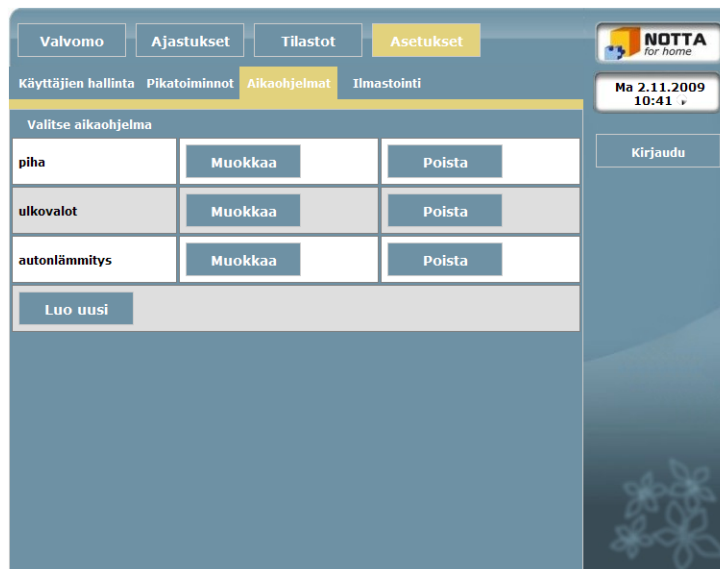 Valvomo Ajastukset Tilastot Asetukset
NOTTA
for home
Käyttäjien hallinta Pikatoiminnot Aikaohjelmat Ilmastointi
Ma 2.11.2009
10:41
Valitse aikaohjelma
Kirjaudu
piha Muokkaa Poista
ulkovalot Muokkaa Poista
autonlämmitys Muokkaa Poista
Luo uusi